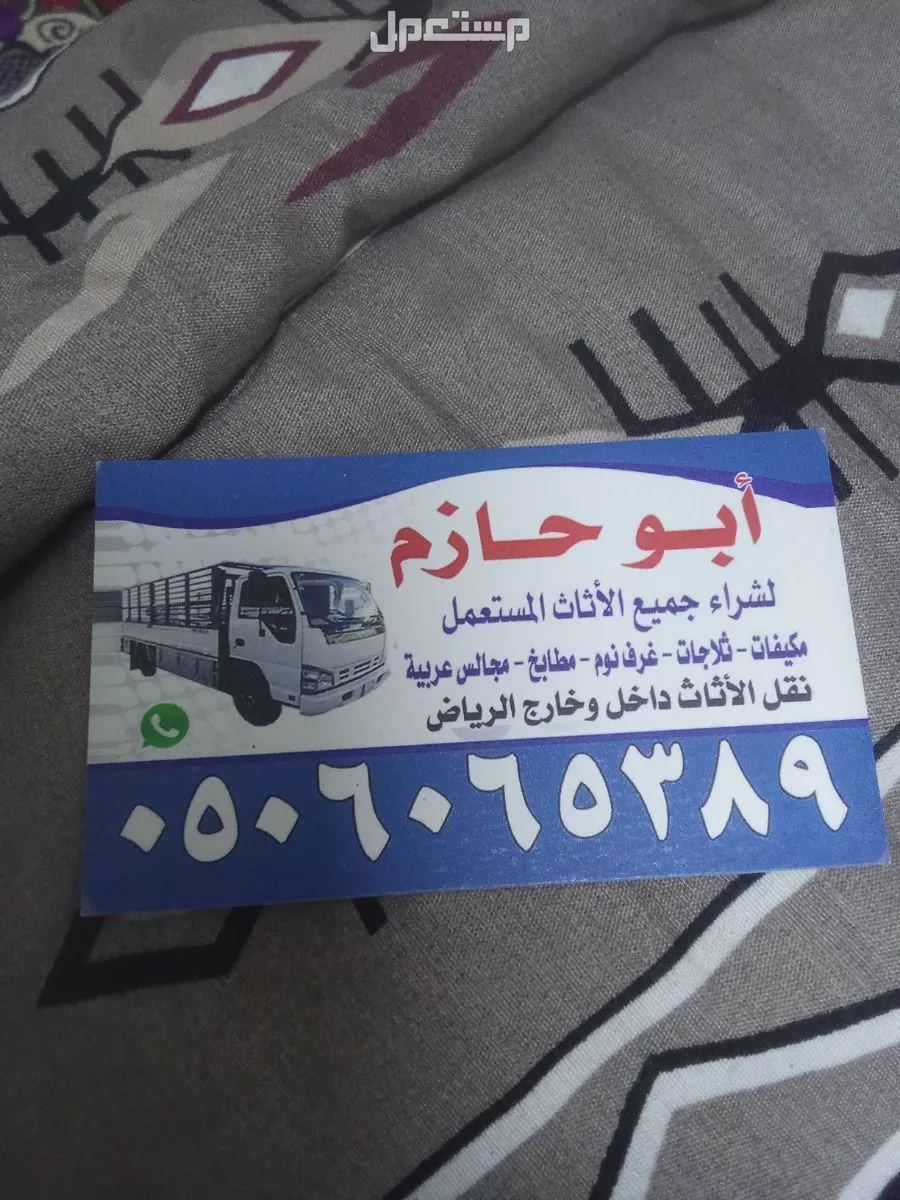 مستعمل
أبو حازم
لشراء جميع الأثاث المستعمل
مكيفات - ثلاجات - غرف نوم - مطابخ - مجالس عربية
نقل الأثاث داخل وخارج الرياض
٠٥٠٦٠٦٥٣٨٩